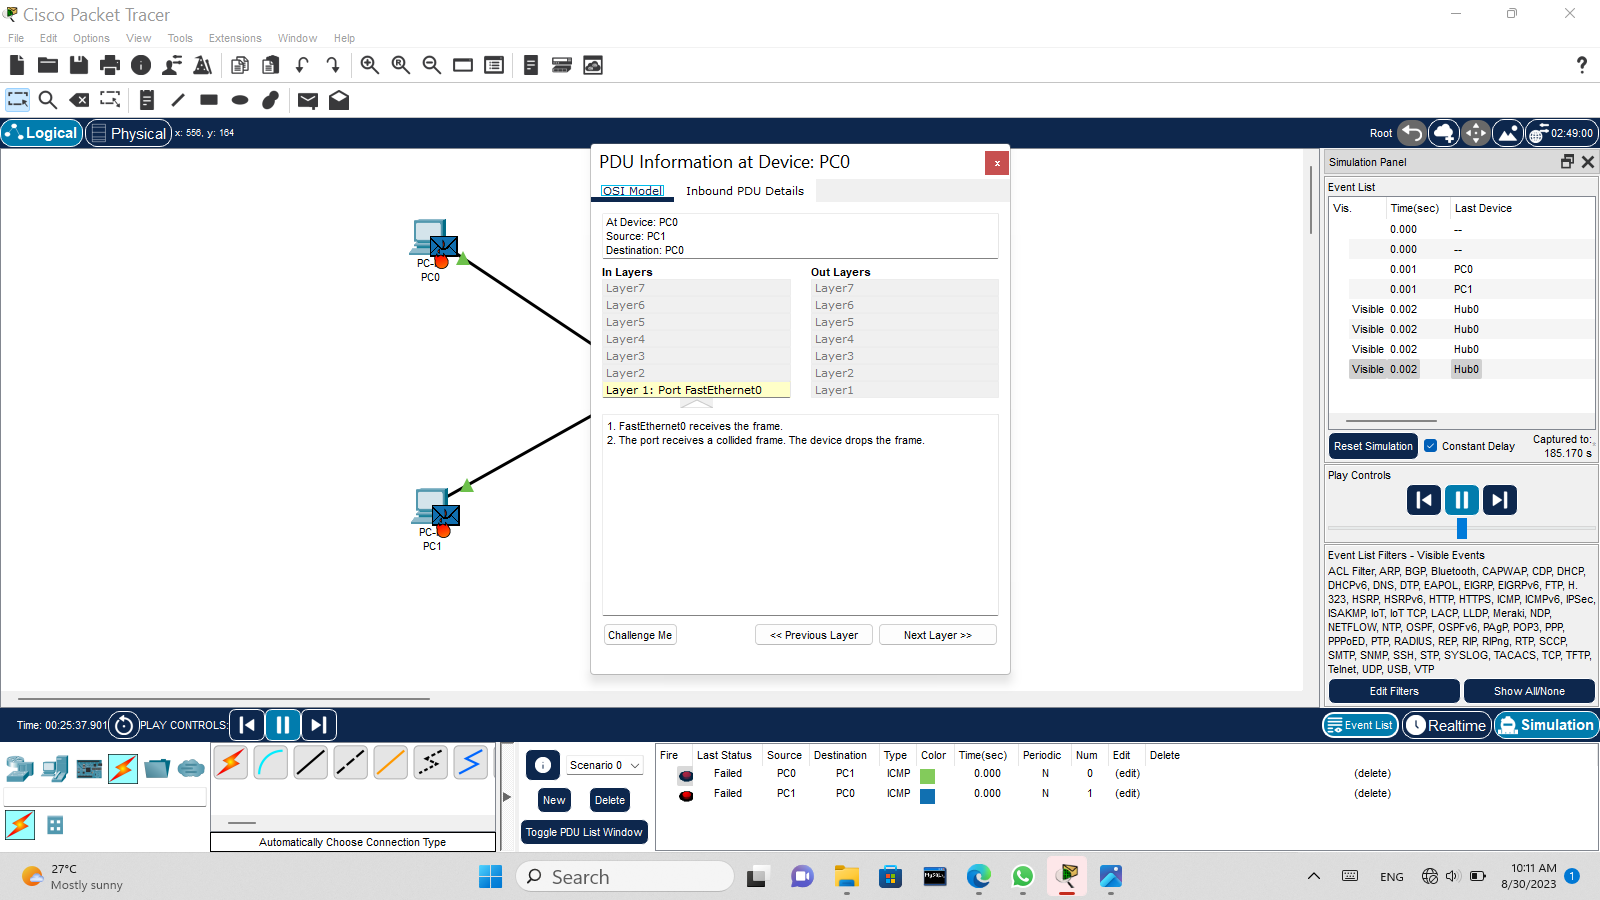 Cisco Packet Tracer
File Edit Options View Tools Extensions Window Help
Logical Physical x: 556, y: 164 Root 02:49:00
PC0
PC1
PDU Information at Device: PC0
OSI Model Inbound PDU Details
At Device: PC0
Source: PC1
Destination: PC0
In Layers Out Layers
Layer7 Layer7
Layer6 Layer6
Layer5 Layer5
Layer4 Layer4
Layer3 Layer3
Layer2 Layer2
Layer 1: Port FastEthernet0 Layer1
1. FastEthernet0 receives the frame.
2. The port receives a collided frame. The device drops the frame.
Challenge Me << Previous Layer Next Layer >>
Simulation Panel
Event List
Vis. Time(sec) Last Device
0.000 --
0.000 --
0.001 PC0
0.001 PC1
Visible 0.002 Hub0
Visible 0.002 Hub0
Visible 0.002 Hub0
Visible 0.002 Hub0
Reset Simulation Constant Delay Captured to:
185.170 s
Play Controls
Event List Filters - Visible Events
ACL Filter, ARP, BGP, Bluetooth, CAPWAP, CDP, DHCP,
DHCPv6, DNS, DTP, EAPOL, EIGRP, EIGRPv6, FTP, H.
323, HSRP, HSRPv6, HTTP, HTTPS, ICMP, ICMPv6, IPSec,
ISAKMP, IoT, IoT TCP, LACP, LLDP, Meraki, NDP,
NETFLOW, NTP, OSPF, OSPFv6, PAgP, POP3, PPP,
PPPoED, PTP, RADIUS, REP, RIP, RIPng, RTP, SCCP,
SMTP, SNMP, SSH, STP, SYSLOG, TACACS, TCP, TFTP,
Telnet, UDP, USB, VTP
Edit Filters Show All/None
Time: 00:25:37.901 PLAY CONTROLS: Event List Realtime Simulation
Automatically Choose Connection Type
Scenario 0
New Delete
Toggle PDU List Window
Fire Last Status Source Destination Type Color Time(sec) Periodic Num Edit Delete
Failed PC0 PC1 ICMP 0.000 N 0 (edit) (delete)
Failed PC1 PC0 ICMP 0.000 N 1 (edit) (delete)
27°C
Mostly sunny
Search
MySQL
ENG
10:11 AM
8/30/2023
1